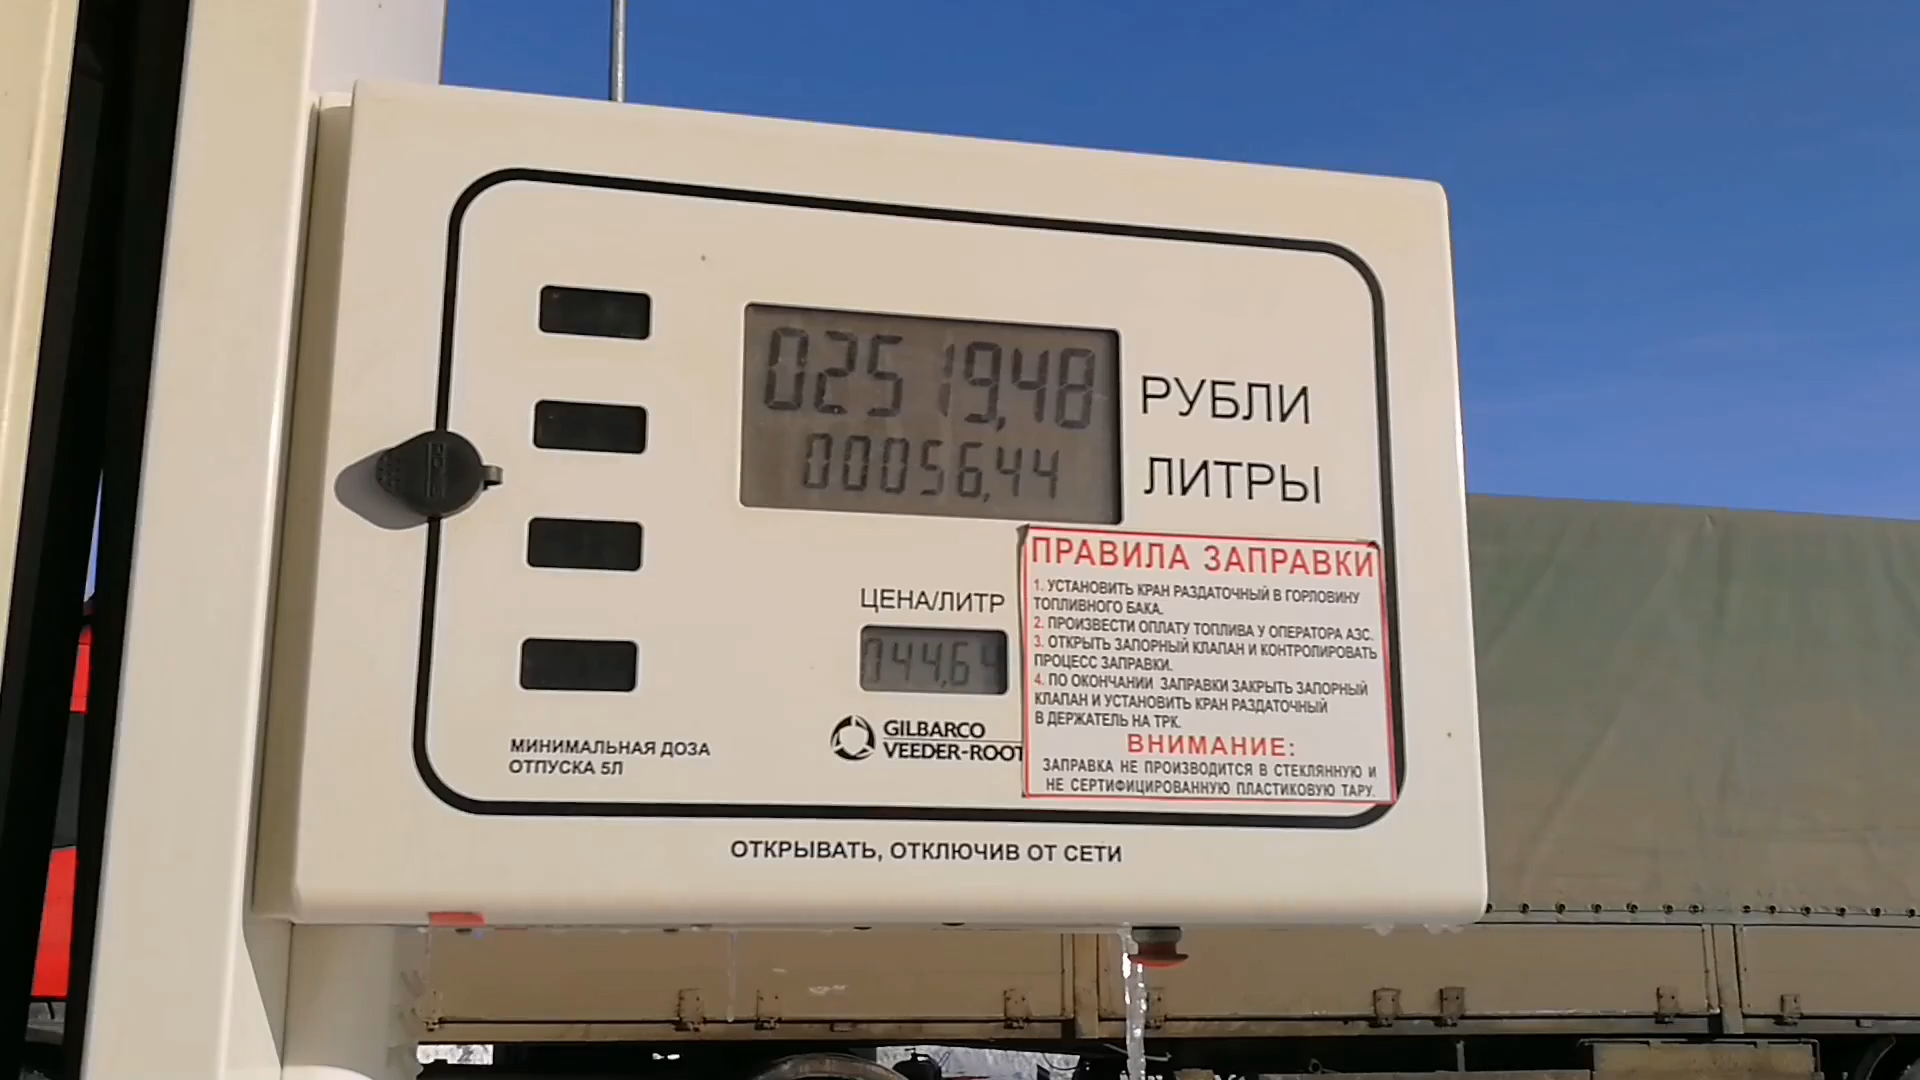 02519,48 РУБЛИ
00056,44 ЛИТРЫ
ЦЕНА/ЛИТР
044,64
GILBARCO
VEEDER-ROOT
МИНИМАЛЬНАЯ ДОЗА
ОТПУСКА 5Л
ПРАВИЛА ЗАПРАВКИ
1. УСТАНОВИТЬ КРАН РАЗДАТОЧНЫЙ В ГОРЛОВИНУ
ТОПЛИВНОГО БАКА.
2. ПРОИЗВЕСТИ ОПЛАТУ ТОПЛИВА У ОПЕРАТОРА АЗС.
3. ОТКРЫТЬ ЗАПОРНЫЙ КЛАПАН И КОНТРОЛИРОВАТЬ
ПРОЦЕСС ЗАПРАВКИ.
4. ПО ОКОНЧАНИИ ЗАПРАВКИ ЗАКРЫТЬ ЗАПОРНЫЙ
КЛАПАН И УСТАНОВИТЬ КРАН РАЗДАТОЧНЫЙ
В ДЕРЖАТЕЛЬ НА ТРК.
ВНИМАНИЕ:
ЗАПРАВКА НЕ ПРОИЗВОДИТСЯ В СТЕКЛЯННУЮ И
НЕ СЕРТИФИЦИРОВАННУЮ ПЛАСТИКОВУЮ ТАРУ.
ОТКРЫВАТЬ, ОТКЛЮЧИВ ОТ СЕТИ